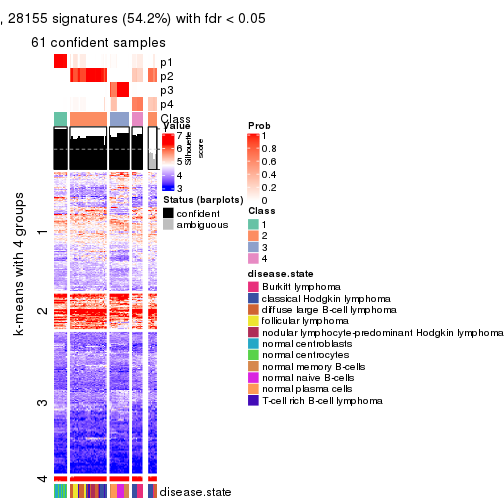 , 28155 signatures (54.2%) with fdr < 0.05
61 confident samples
p1
p2
p3
p4
Class
Value
7
6
5
4
3
Silhouette
score
Prob
1
0.8
0.6
0.4
0.2
0
Status (barplots)
confident
ambiguous
Class
1
2
3
4
disease.state
Burkitt lymphoma
classical Hodgkin lymphoma
diffuse large B-cell lymphoma
follicular lymphoma
nodular lymphocyte-predominant Hodgkin lymphoma
normal centroblasts
normal centrocytes
normal memory B-cells
normal naive B-cells
normal plasma cells
T-cell rich B-cell lymphoma
k-means with 4 groups
1
2
3
4
disease.state